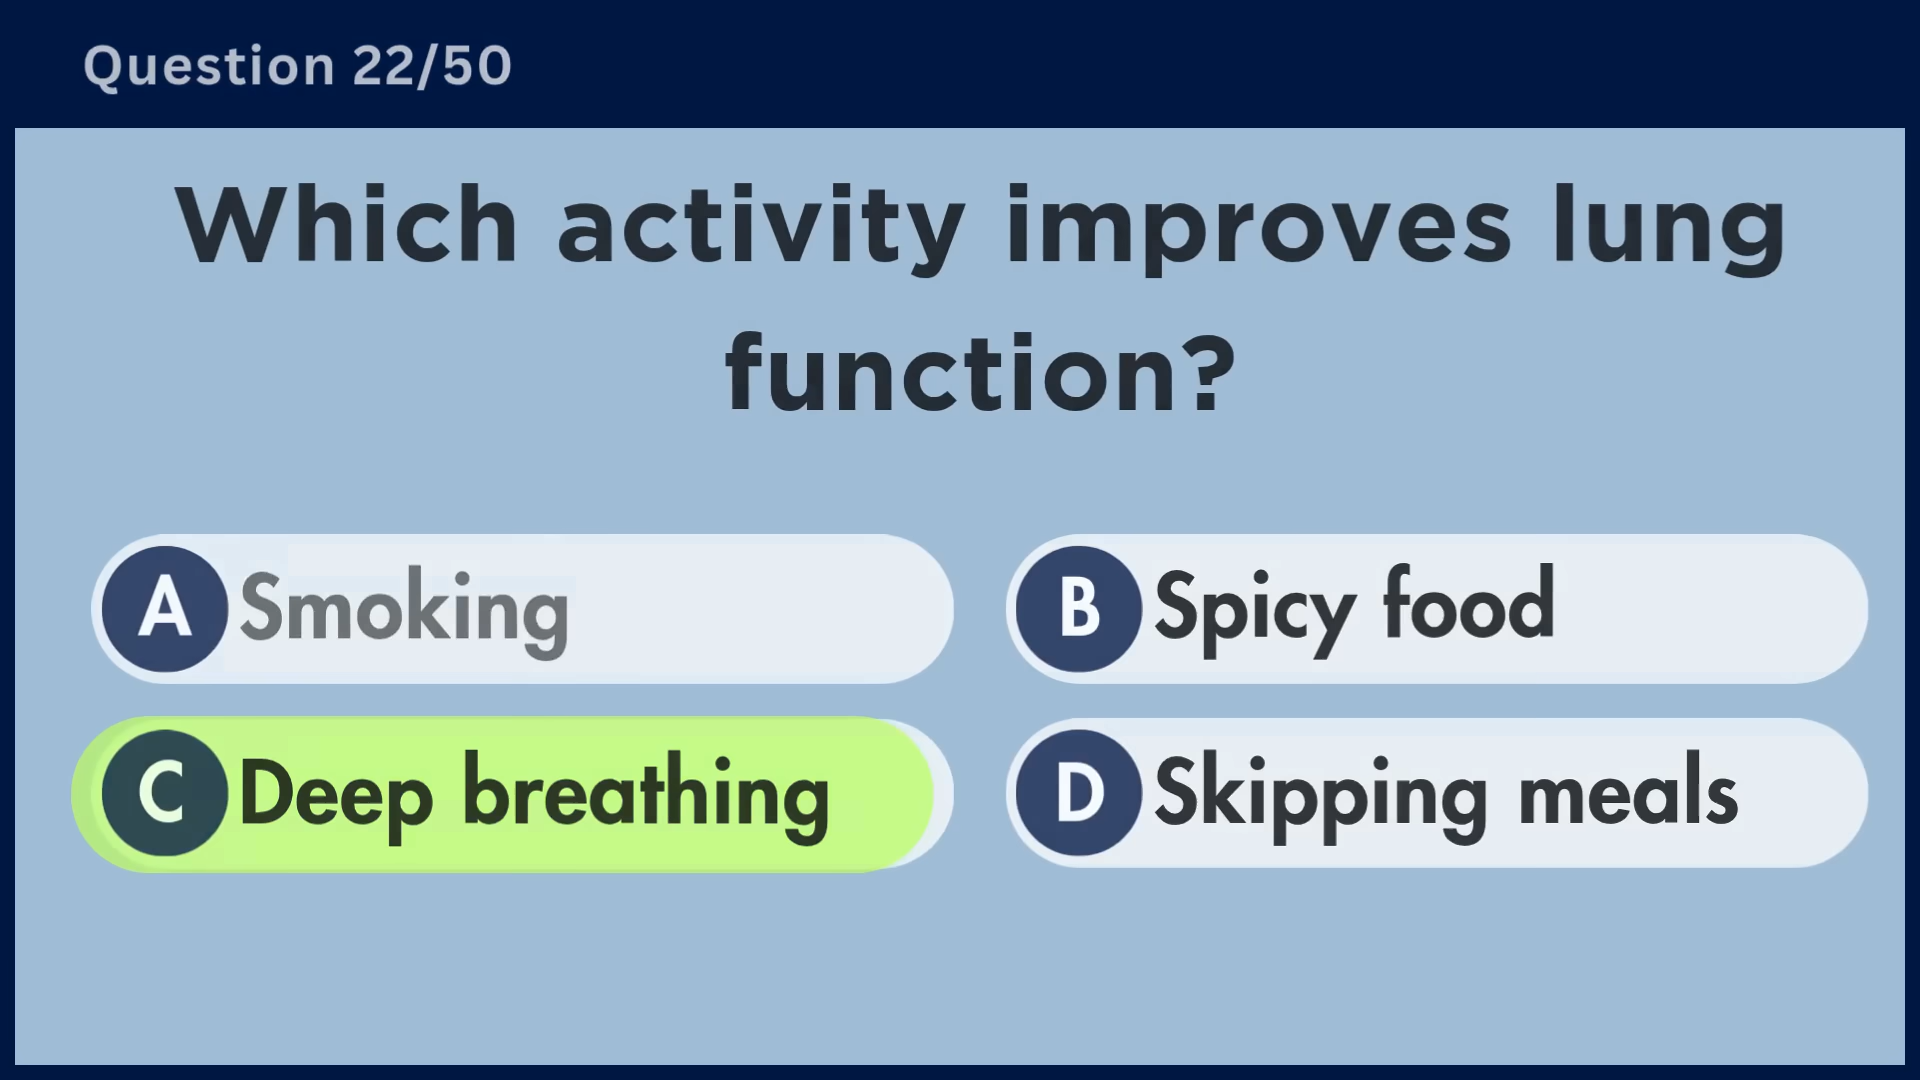 Question 22/50
Which activity improves lung
function?
A Smoking
B Spicy food
C Deep breathing
D Skipping meals